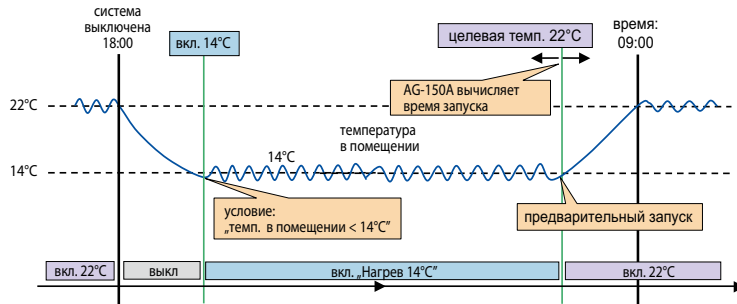 система
выключена
18:00
вкл. 14°C
целевая темп. 22°C
время:
09:00
AG-150A вычисляет
время запуска
22°C
температура
в помещении
14°C
14°C
условие:
„темп. в помещении < 14°C”
предварительный запуск
вкл. 22°C
выкл
вкл. „Нагрев 14°C”
вкл. 22°C